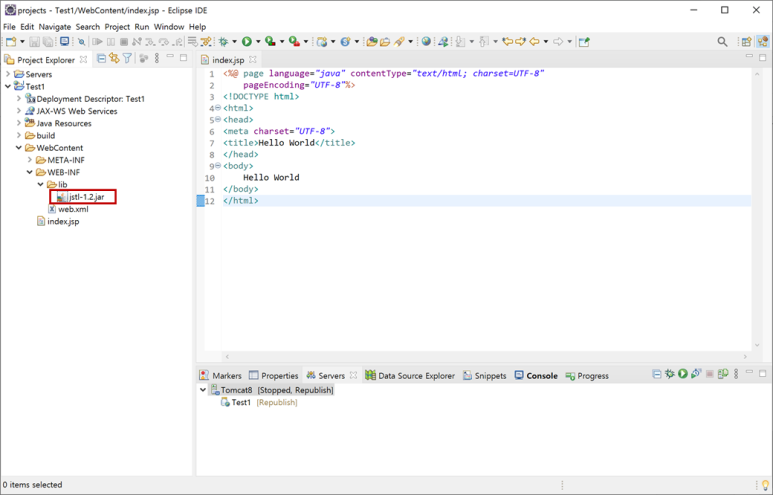 projects - Test1/WebContent/index.jsp - Eclipse IDE
File Edit Navigate Search Project Run Window Help
Project Explorer
Servers
Test1
Deployment Descriptor: Test1
JAX-WS Web Services
Java Resources
build
WebContent
META-INF
WEB-INF
lib
jstl-1.2.jar
web.xml
index.jsp
index.jsp
1 <%@ page language="java" contentType="text/html; charset=UTF-8"
2 pageEncoding="UTF-8"%>
3 <!DOCTYPE html>
4 <html>
5 <head>
6 <meta charset="UTF-8">
7 <title>Hello World</title>
8 </head>
9 <body>
10 Hello World
11 </body>
12 </html>
Markers Properties Servers Data Source Explorer Snippets Console Progress
Tomcat8 [Stopped, Republish]
Test1 [Republish]
0 items selected